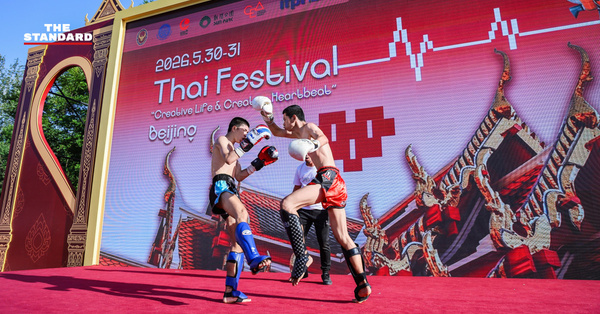 THE
STANDARD
2026.5.30-31
Thai Festival
"Creative Life & Creative Heartbeat"
Beijing